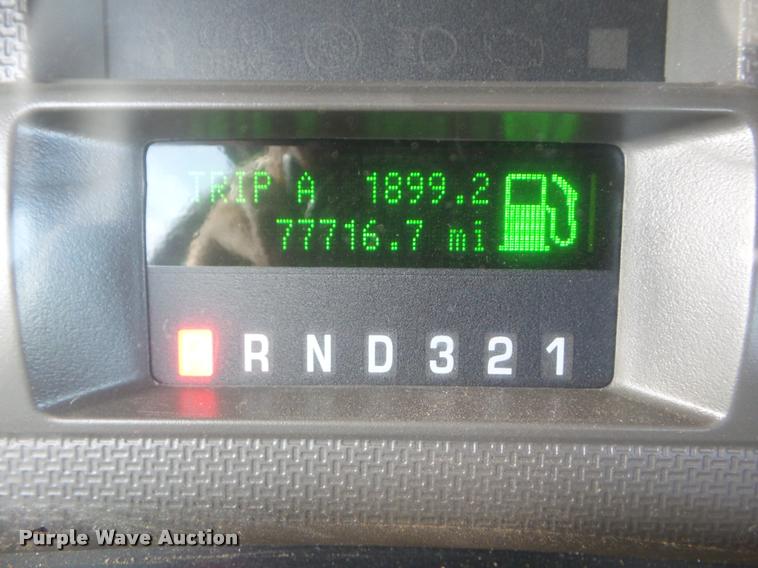 TRIP A 1899.2
77716.7 mi
R N D 3 2 1
Purple Wave Auction